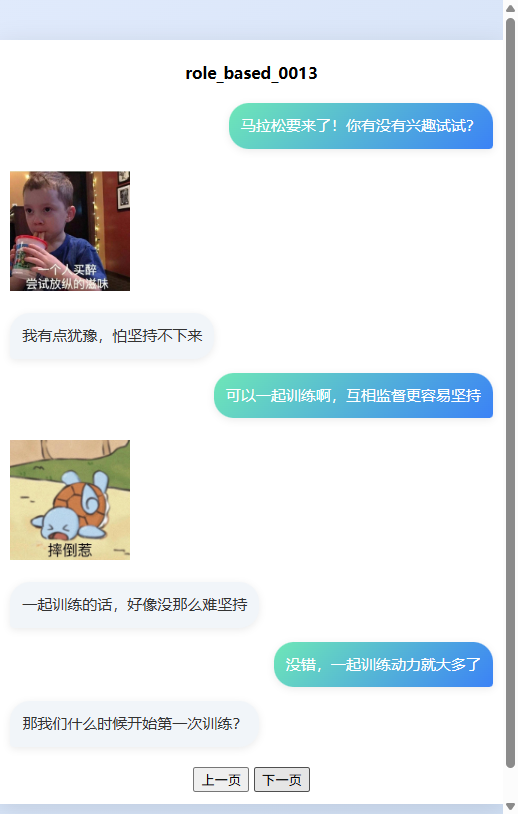 role_based_0013
马拉松要来了！你有没有兴趣试试？
一个人买醉
尝试放纵的滋味
我有点犹豫，怕坚持不下来
可以一起训练啊，互相监督更容易坚持
摔倒惹
一起训练的话，好像没那么难坚持
没错，一起训练动力就大多了
那我们什么时候开始第一次训练？
上一页 下一页